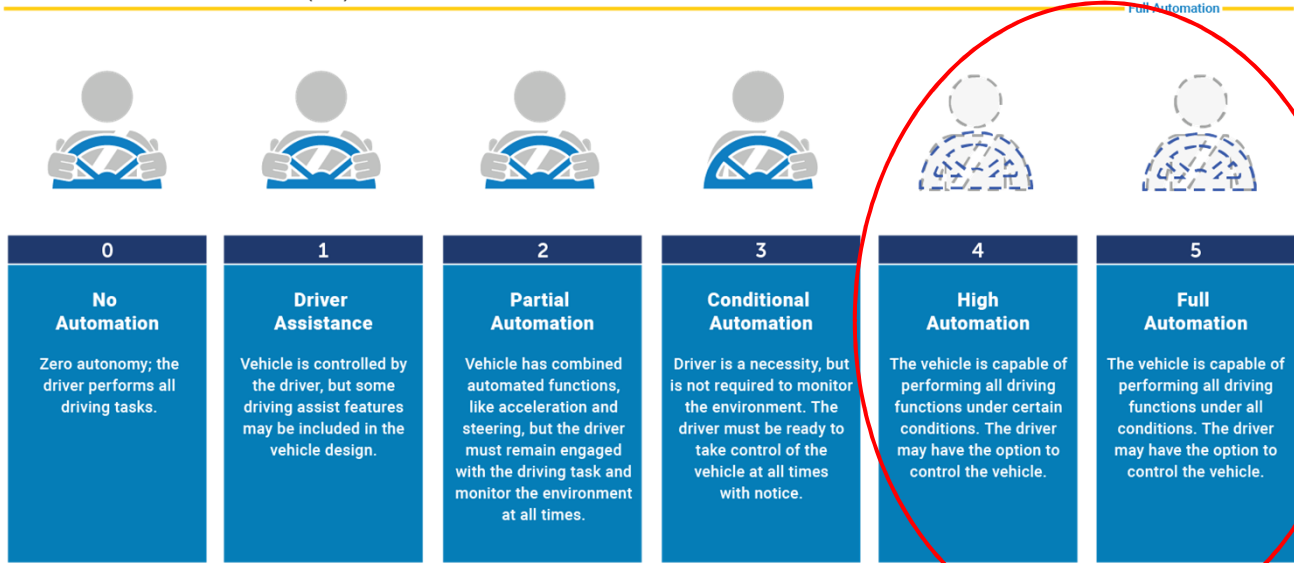 Full Automation
0
No
Automation
Zero autonomy; the
driver performs all
driving tasks.
1
Driver
Assistance
Vehicle is controlled by
the driver, but some
driving assist features
may be included in the
vehicle design.
2
Partial
Automation
Vehicle has combined
automated functions,
like acceleration and
steering, but the driver
must remain engaged
with the driving task and
monitor the environment
at all times.
3
Conditional
Automation
Driver is a necessity, but
is not required to monitor
the environment. The
driver must be ready to
take control of the
vehicle at all times
with notice.
4
High
Automation
The vehicle is capable of
performing all driving
functions under certain
conditions. The driver
may have the option to
control the vehicle.
5
Full
Automation
The vehicle is capable of
performing all driving
functions under all
conditions. The driver
may have the option to
control the vehicle.